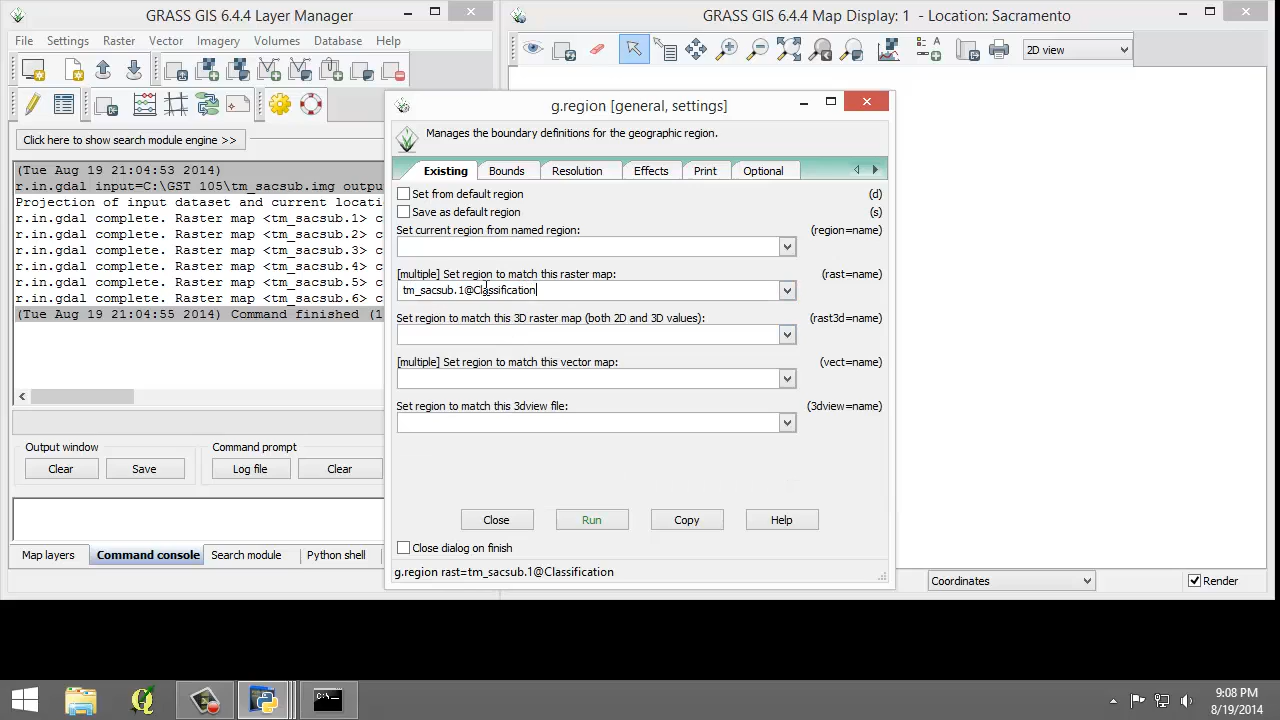 GRASS GIS 6.4.4 Layer Manager
GRASS GIS 6.4.4 Map Display: 1 - Location: Sacramento
File Settings Raster Vector Imagery Volumes Database Help
2D view
Click here to show search module engine >>
(Tue Aug 19 21:04:53 2014)
r.in.gdal input=C:\GST 105\tm_sacsub.img outpu
Projection of input dataset and current locati
r.in.gdal complete. Raster map <tm_sacsub.1> c
r.in.gdal complete. Raster map <tm_sacsub.2> c
r.in.gdal complete. Raster map <tm_sacsub.3> c
r.in.gdal complete. Raster map <tm_sacsub.4> c
r.in.gdal complete. Raster map <tm_sacsub.5> c
r.in.gdal complete. Raster map <tm_sacsub.6> c
(Tue Aug 19 21:04:55 2014) Command finished (1
Output window
Command prompt
Clear
Save
Log file
Clear
Map layers
Command console
Search module
Python shell
g.region [general, settings]
Manages the boundary definitions for the geographic region.
Existing Bounds Resolution Effects Print Optional
Set from default region (d)
Save as default region (s)
Set current region from named region: (region=name)
[multiple] Set region to match this raster map: (rast=name)
tm_sacsub.1@Classification
Set region to match this 3D raster map (both 2D and 3D values): (rast3d=name)
[multiple] Set region to match this vector map: (vect=name)
Set region to match this 3dview file: (3dview=name)
Close Run Copy Help
Close dialog on finish
g.region rast=tm_sacsub.1@Classification
Coordinates
Render
9:08 PM
8/19/2014